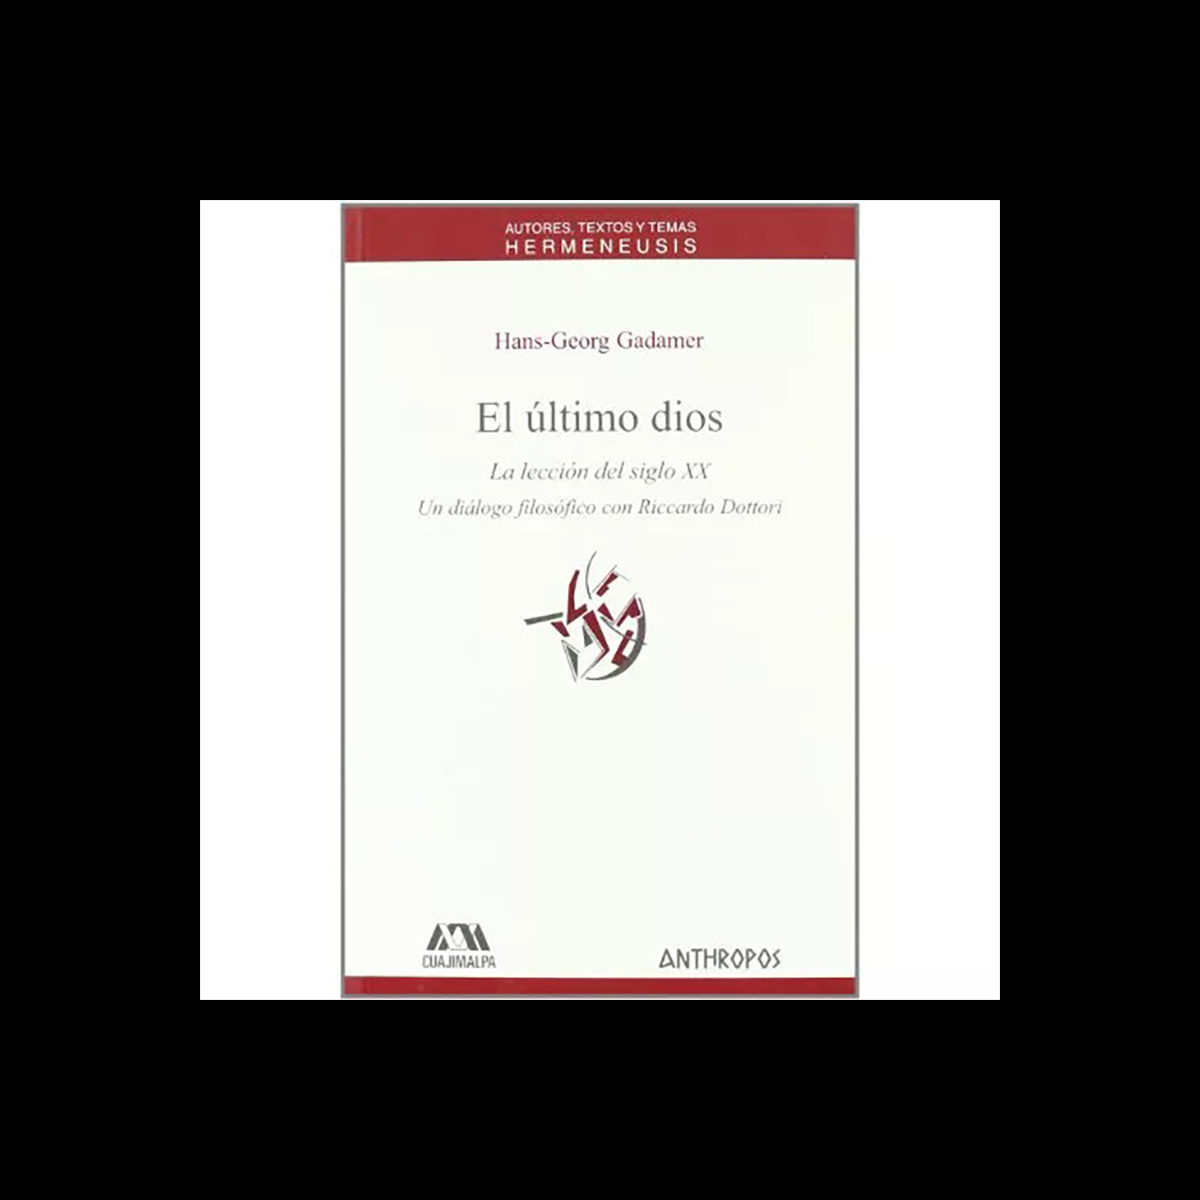 AUTORES, TEXTOS Y TEMAS
HERMENEUSIS
Hans-Georg Gadamer
El último dios
La lección del siglo XX
Un diálogo filosófico con Riccardo Dottori
CUAJIMALPA
ANTHROPOS